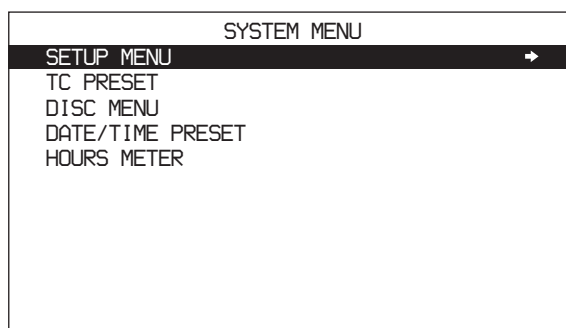 SYSTEM MENU
SETUP MENU
TC PRESET
DISC MENU
DATE/TIME PRESET
HOURS METER